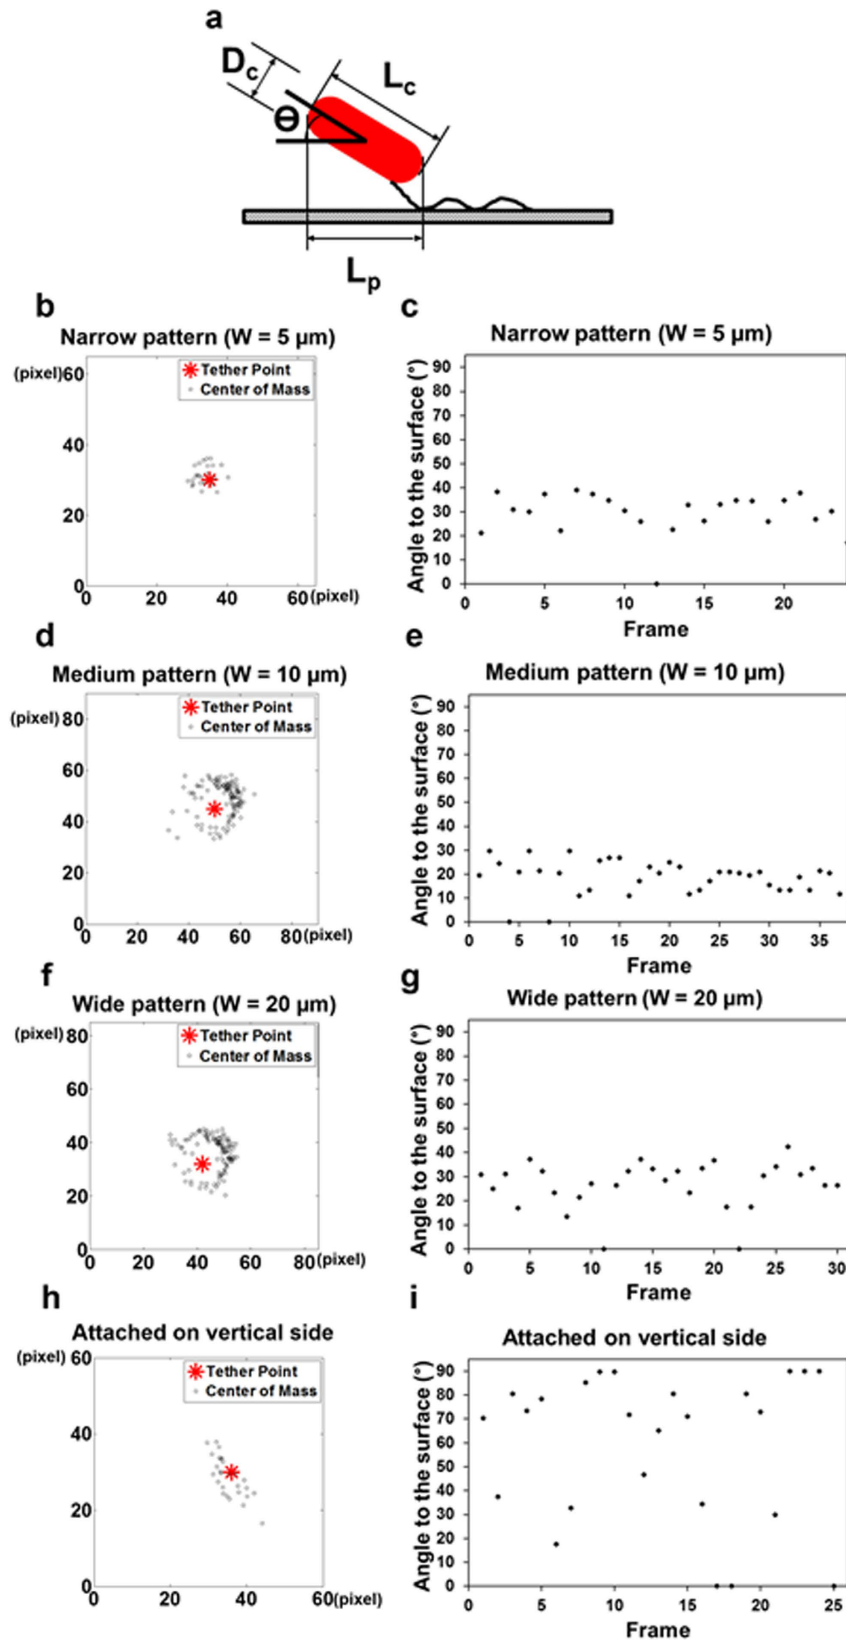 a
D_c
L_c
Ɵ
L_p
b
Narrow pattern (W = 5 µm)
(pixel)
60
40
20
0
Tether Point
Center of Mass
0 20 40 60 (pixel)
c
Narrow pattern (W = 5 µm)
Angle to the surface (°)
90
80
70
60
50
40
30
20
10
0
0 5 10 15 20
Frame
d
Medium pattern (W = 10 µm)
(pixel)
80
60
40
20
0
Tether Point
Center of Mass
0 20 40 60 80 (pixel)
e
Medium pattern (W = 10 µm)
Angle to the surface (°)
90
80
70
60
50
40
30
20
10
0
0 5 10 15 20 25 30 35
Frame
f
Wide pattern (W = 20 µm)
(pixel)
80
60
40
20
0
Tether Point
Center of Mass
0 20 40 60 80 (pixel)
g
Wide pattern (W = 20 µm)
Angle to the surface (°)
90
80
70
60
50
40
30
20
10
0
0 5 10 15 20 25 30
Frame
h
Attached on vertical side
(pixel)
60
40
20
0
Tether Point
Center of Mass
0 20 40 60 (pixel)
i
Attached on vertical side
Angle to the surface (°)
90
80
70
60
50
40
30
20
10
0
0 5 10 15 20 25
Frame